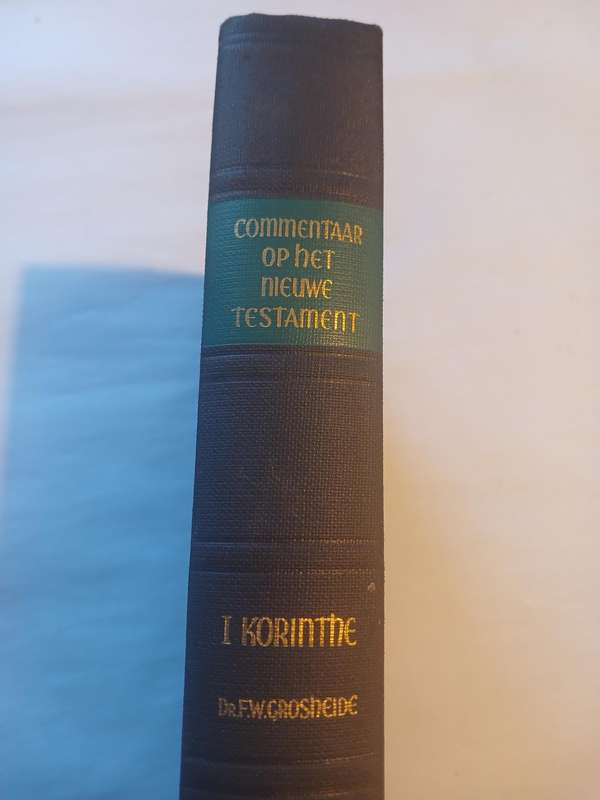 COMMENTAAR
OP HET
NIEUWE
TESTAMENT
I KORINTHE
DR.F.W.GROSHEIDE